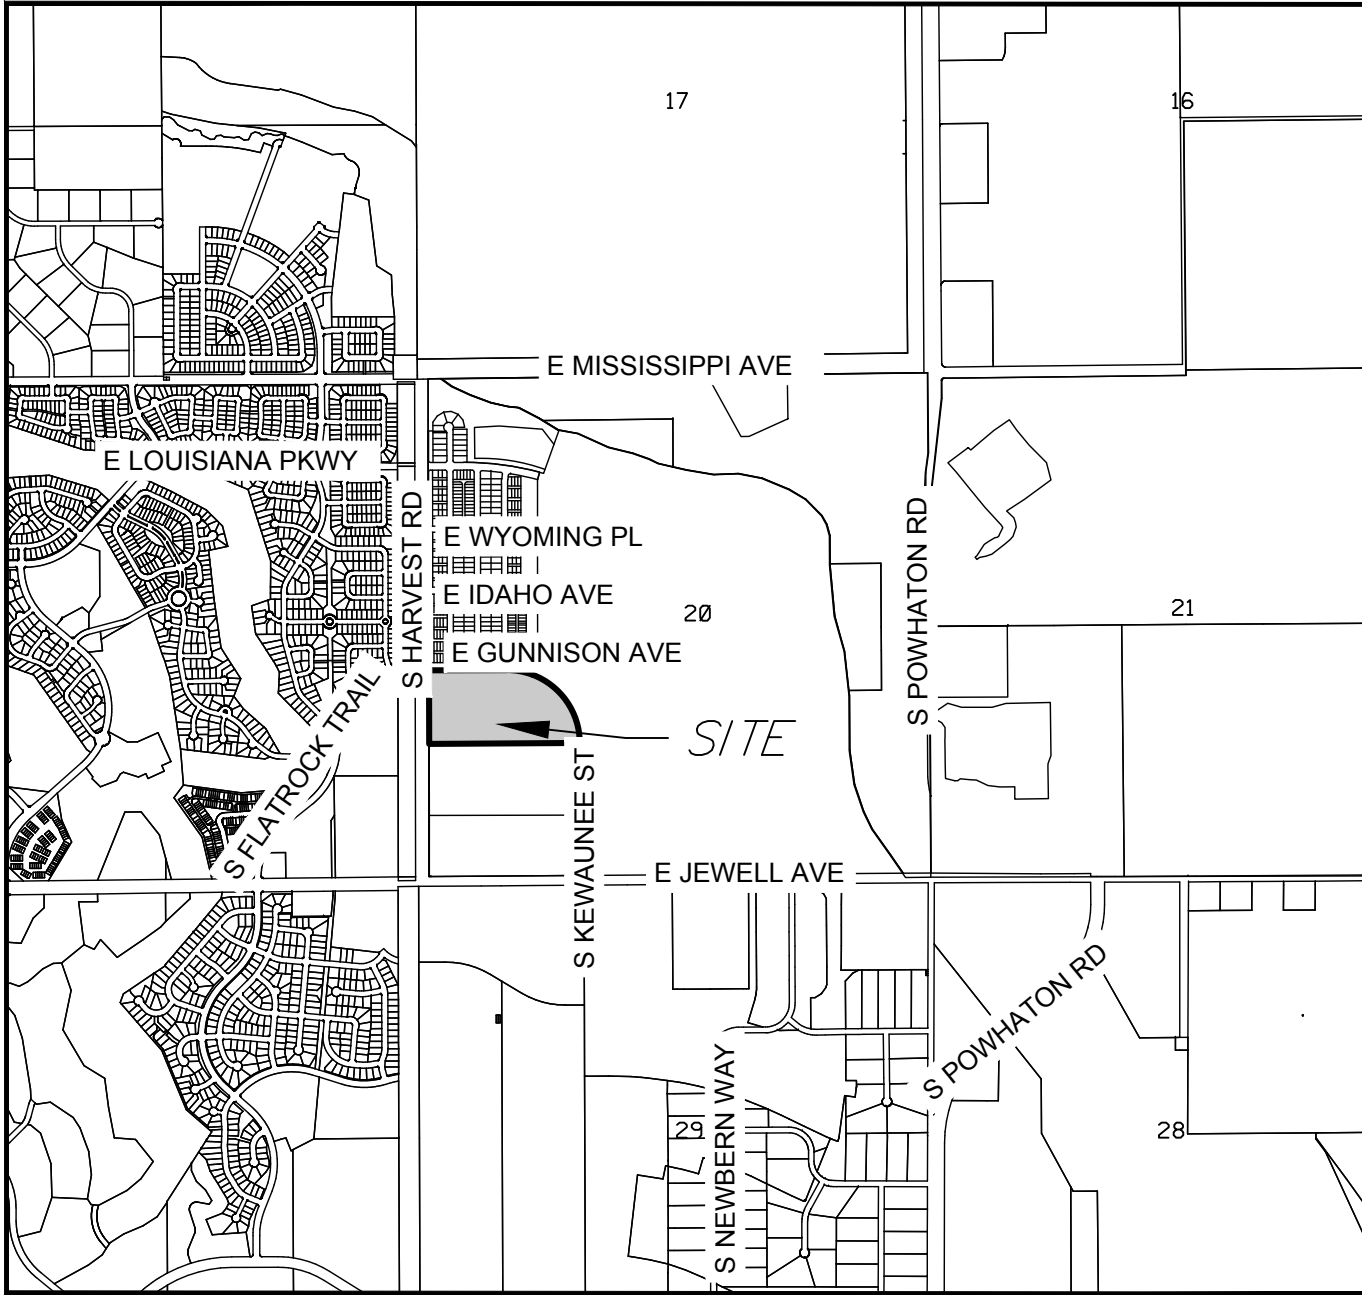 17
16
E MISSISSIPPI AVE
E LOUISIANA PKWY
S HARVEST RD
E WYOMING PL
S POWHATON RD
E IDAHO AVE
20
21
E GUNNISON AVE
S FLATROCK TRAIL
SITE
S KEWAUNEE ST
E JEWELL AVE
S POWHATON RD
S NEWBERN WAY
29
28